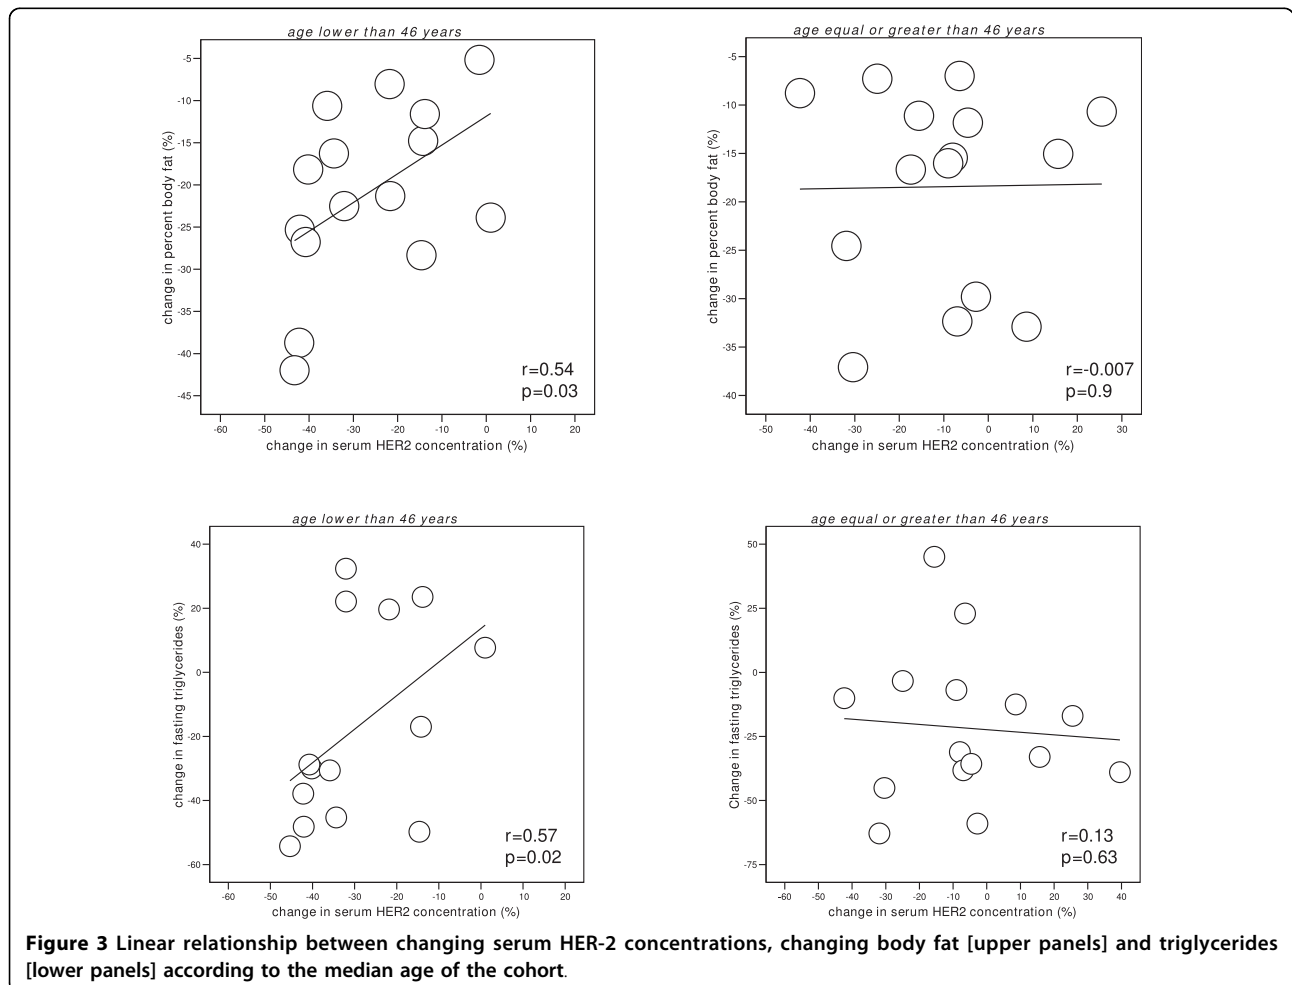 age lower than 46 years
-5
-10
-15
-20
-25
-30
-35
-40
-45
change in percent body fat (%)
r=0.54
p=0.03
-60 -50 -40 -30 -20 -10 0 10 20
change in serum HER2 concentration (%)
age equal or greater than 46 years
-5
-10
-15
-20
-25
-30
-35
-40
change in percent body fat (%)
r=-0.007
p=0.9
-50 -40 -30 -20 -10 0 10 20 30
change in serum HER2 concentration (%)
age lower than 46 years
40
20
0
-20
-40
-60
change in fasting triglycerides (%)
r=0.57
p=0.02
-60 -50 -40 -30 -20 -10 0 10 20
change in serum HER2 concentration (%)
age equal or greater than 46 years
50
25
0
-25
-50
-75
Change in fasting triglycerides (%)
r=0.13
p=0.63
-60 -50 -40 -30 -20 -10 0 10 20 30 40
change in serum HER2 concentration (%)
Figure 3 Linear relationship between changing serum HER-2 concentrations, changing body fat [upper panels] and triglycerides
[lower panels] according to the median age of the cohort.